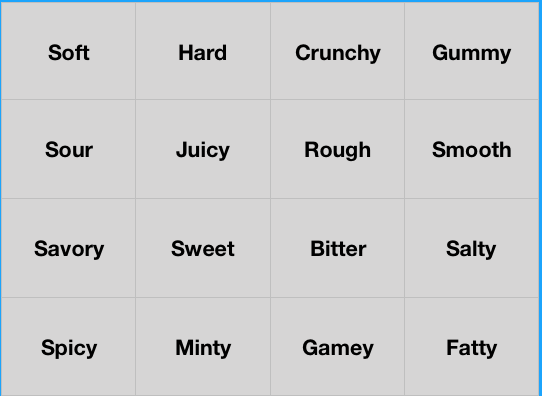 Soft Hard Crunchy Gummy
Sour Juicy Rough Smooth
Savory Sweet Bitter Salty
Spicy Minty Gamey Fatty